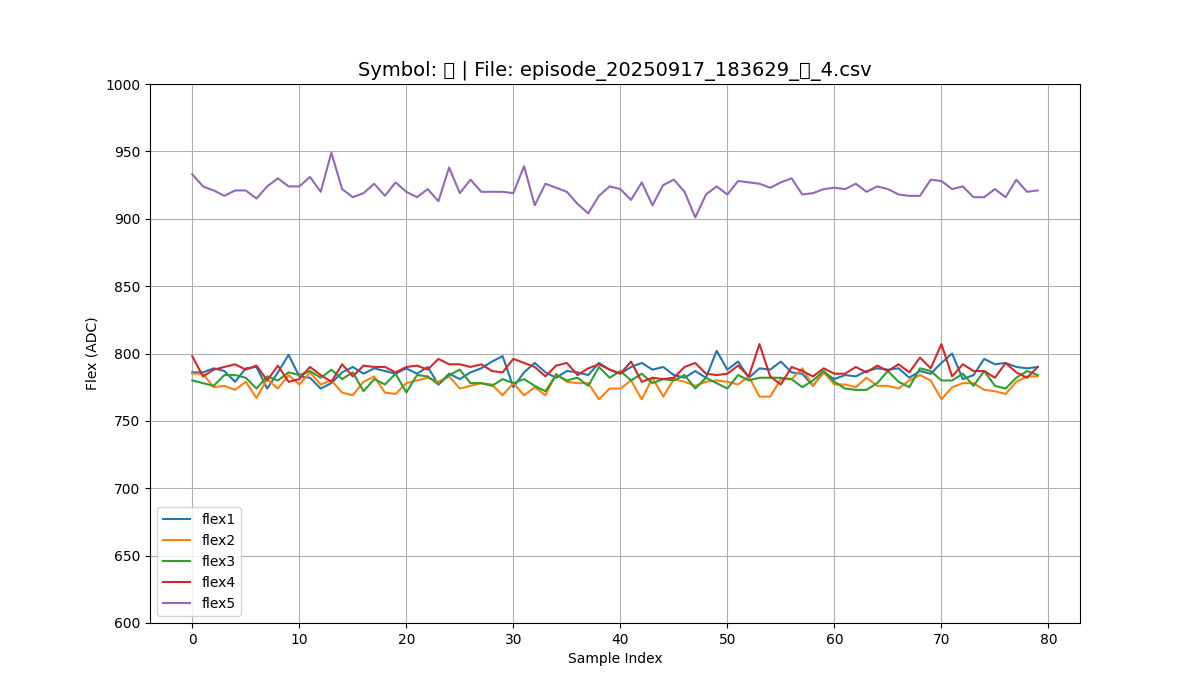 Symbol: ▯ | File: episode_20250917_183629_▯_4.csv
1000
950
900
850
800
750
700
650
600
Flex (ADC)
flex1
flex2
flex3
flex4
flex5
0 10 20 30 40 50 60 70 80
Sample Index